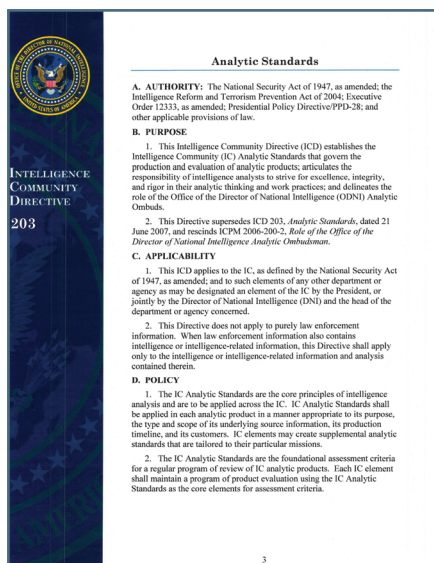 OFFICE OF THE DIRECTOR OF NATIONAL INTELLIGENCE
UNITED STATES OF AMERICA
INTELLIGENCE
COMMUNITY
DIRECTIVE
203
Analytic Standards
A. AUTHORITY: The National Security Act of 1947, as amended; the
Intelligence Reform and Terrorism Prevention Act of 2004; Executive
Order 12333, as amended; Presidential Policy Directive/PPD-28; and
other applicable provisions of law.
B. PURPOSE
1. This Intelligence Community Directive (ICD) establishes the
Intelligence Community (IC) Analytic Standards that govern the
production and evaluation of analytic products; articulates the
responsibility of intelligence analysts to strive for excellence, integrity,
and rigor in their analytic thinking and work practices; and delineates the
role of the Office of the Director of National Intelligence (ODNI) Analytic
Ombuds.
2. This Directive supersedes ICD 203, Analytic Standards, dated 21
June 2007, and rescinds ICPM 2006-200-2, Role of the Office of the
Director of National Intelligence Analytic Ombudsman.
C. APPLICABILITY
1. This ICD applies to the IC, as defined by the National Security Act
of 1947, as amended; and to such elements of any other department or
agency as may be designated an element of the IC by the President, or
jointly by the Director of National Intelligence (DNI) and the head of the
department or agency concerned.
2. This Directive does not apply to purely law enforcement
information. When law enforcement information also contains
intelligence or intelligence-related information, this Directive shall apply
only to the intelligence or intelligence-related information and analysis
contained therein.
D. POLICY
1. The IC Analytic Standards are the core principles of intelligence
analysis and are to be applied across the IC. IC Analytic Standards shall
be applied in each analytic product in a manner appropriate to its purpose,
the type and scope of its underlying source information, its production
timeline, and its customers. IC elements may create supplemental analytic
standards that are tailored to their particular missions.
2. The IC Analytic Standards are the foundational assessment criteria
for a regular program of review of IC analytic products. Each IC element
shall maintain a program of product evaluation using the IC Analytic
Standards as the core elements for assessment criteria.
3